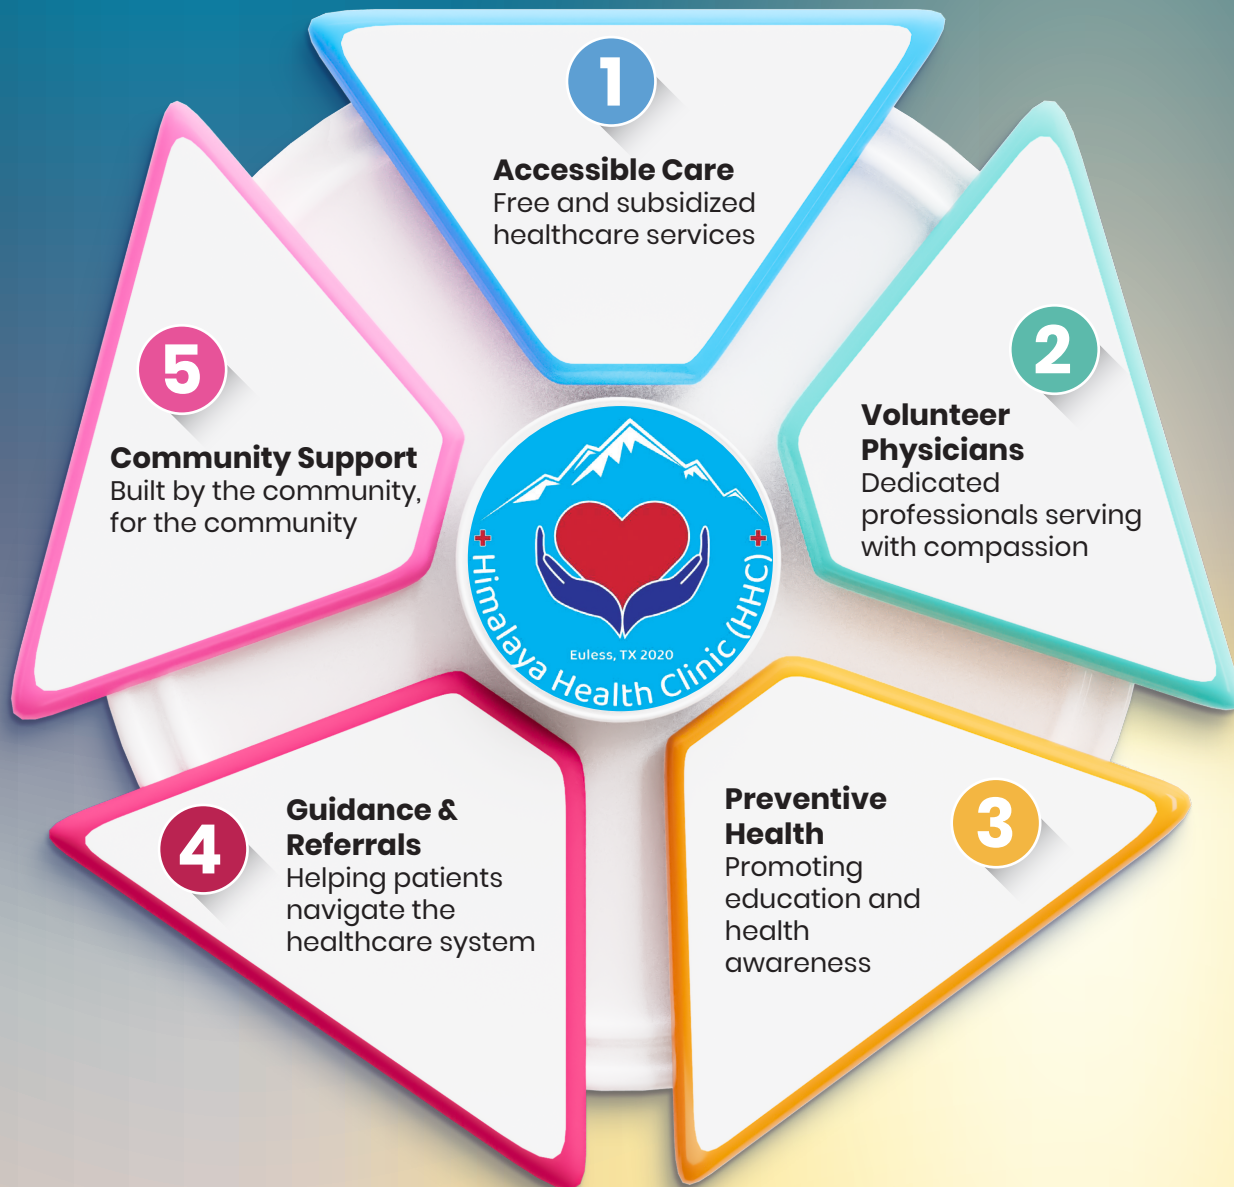 1
Accessible Care
Free and subsidized
healthcare services
2
Volunteer
Physicians
Dedicated
professionals serving
with compassion
3
Preventive
Health
Promoting
education and
health
awareness
4
Guidance &
Referrals
Helping patients
navigate the
healthcare system
5
Community Support
Built by the community,
for the community
Euless, TX 2020
Himalaya Health Clinic (HHC)